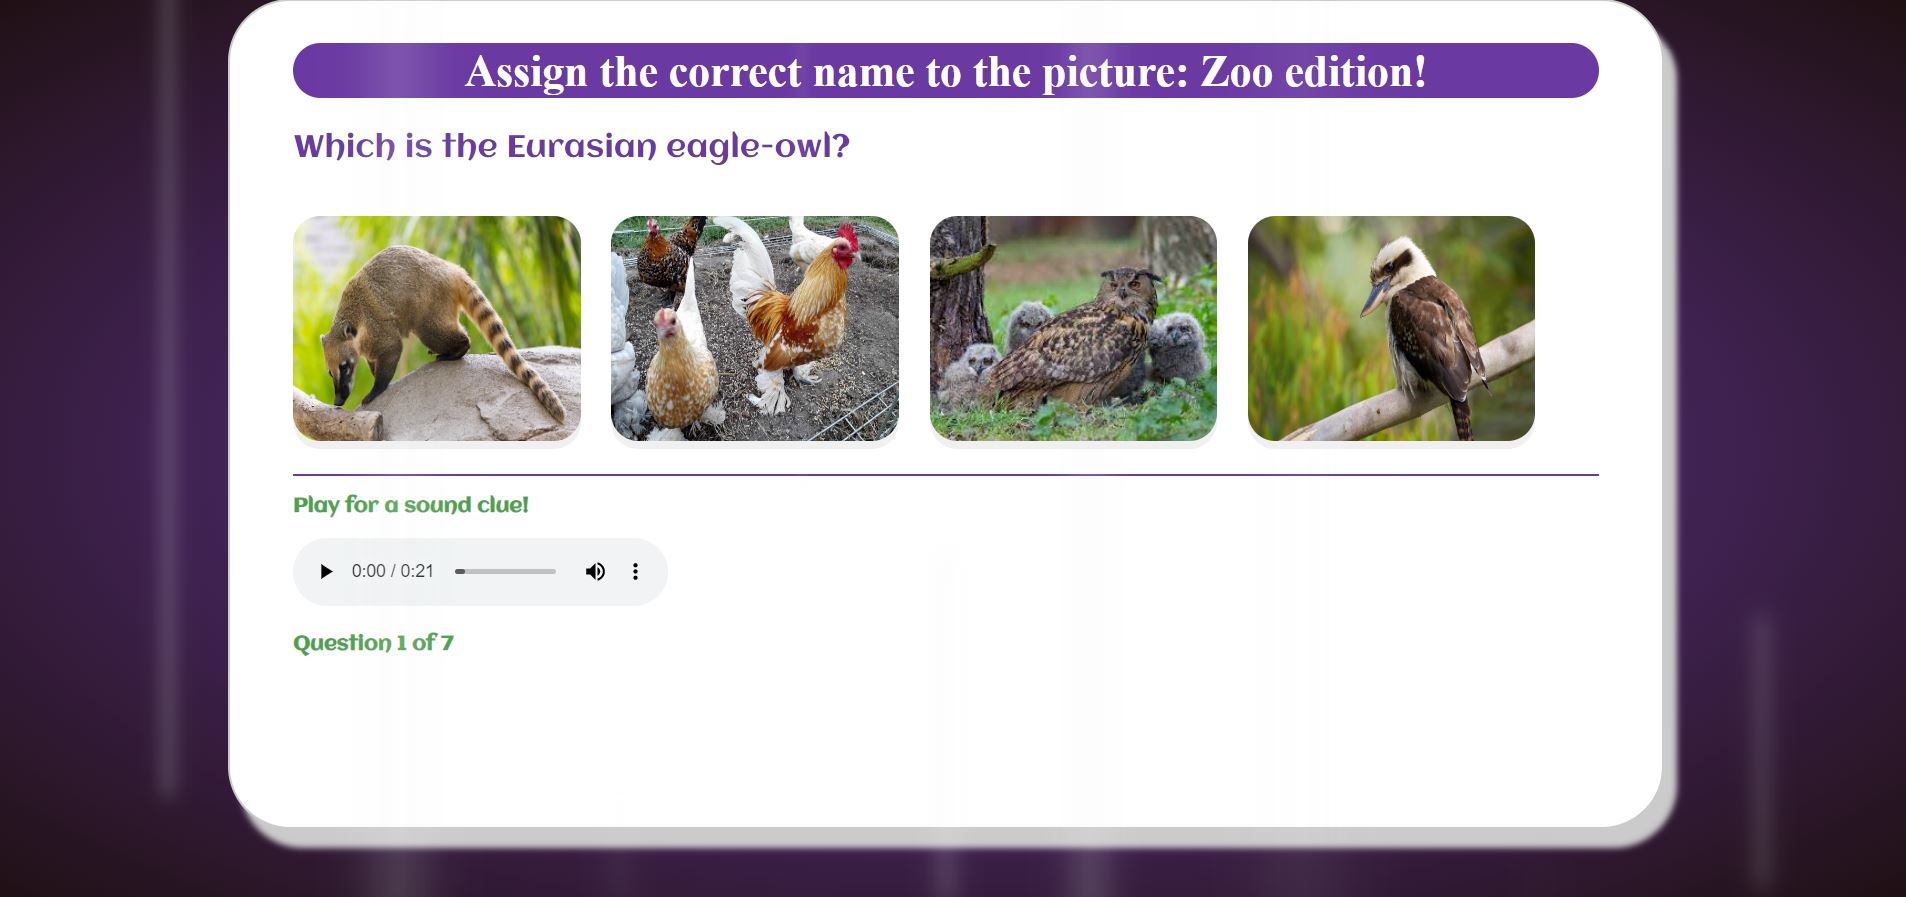 Assign the correct name to the picture: Zoo edition!
Which is the Eurasian eagle-owl?
Play for a sound clue!
0:00 / 0:21
Question 1 of 7